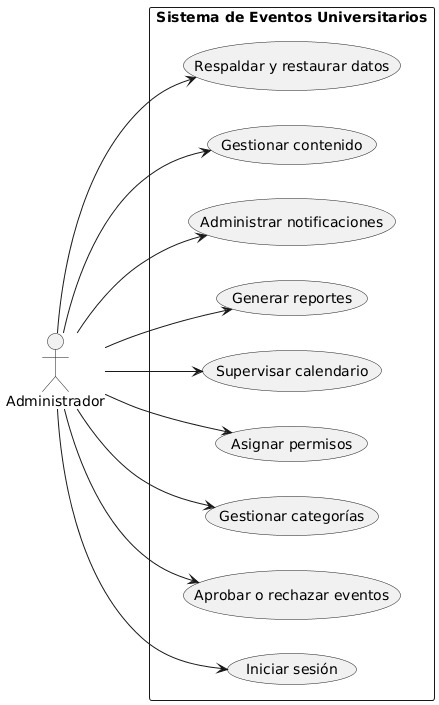 Sistema de Eventos Universitarios
Respaldar y restaurar datos
Gestionar contenido
Administrar notificaciones
Generar reportes
Supervisar calendario
Administrador
Asignar permisos
Gestionar categorías
Aprobar o rechazar eventos
Iniciar sesión